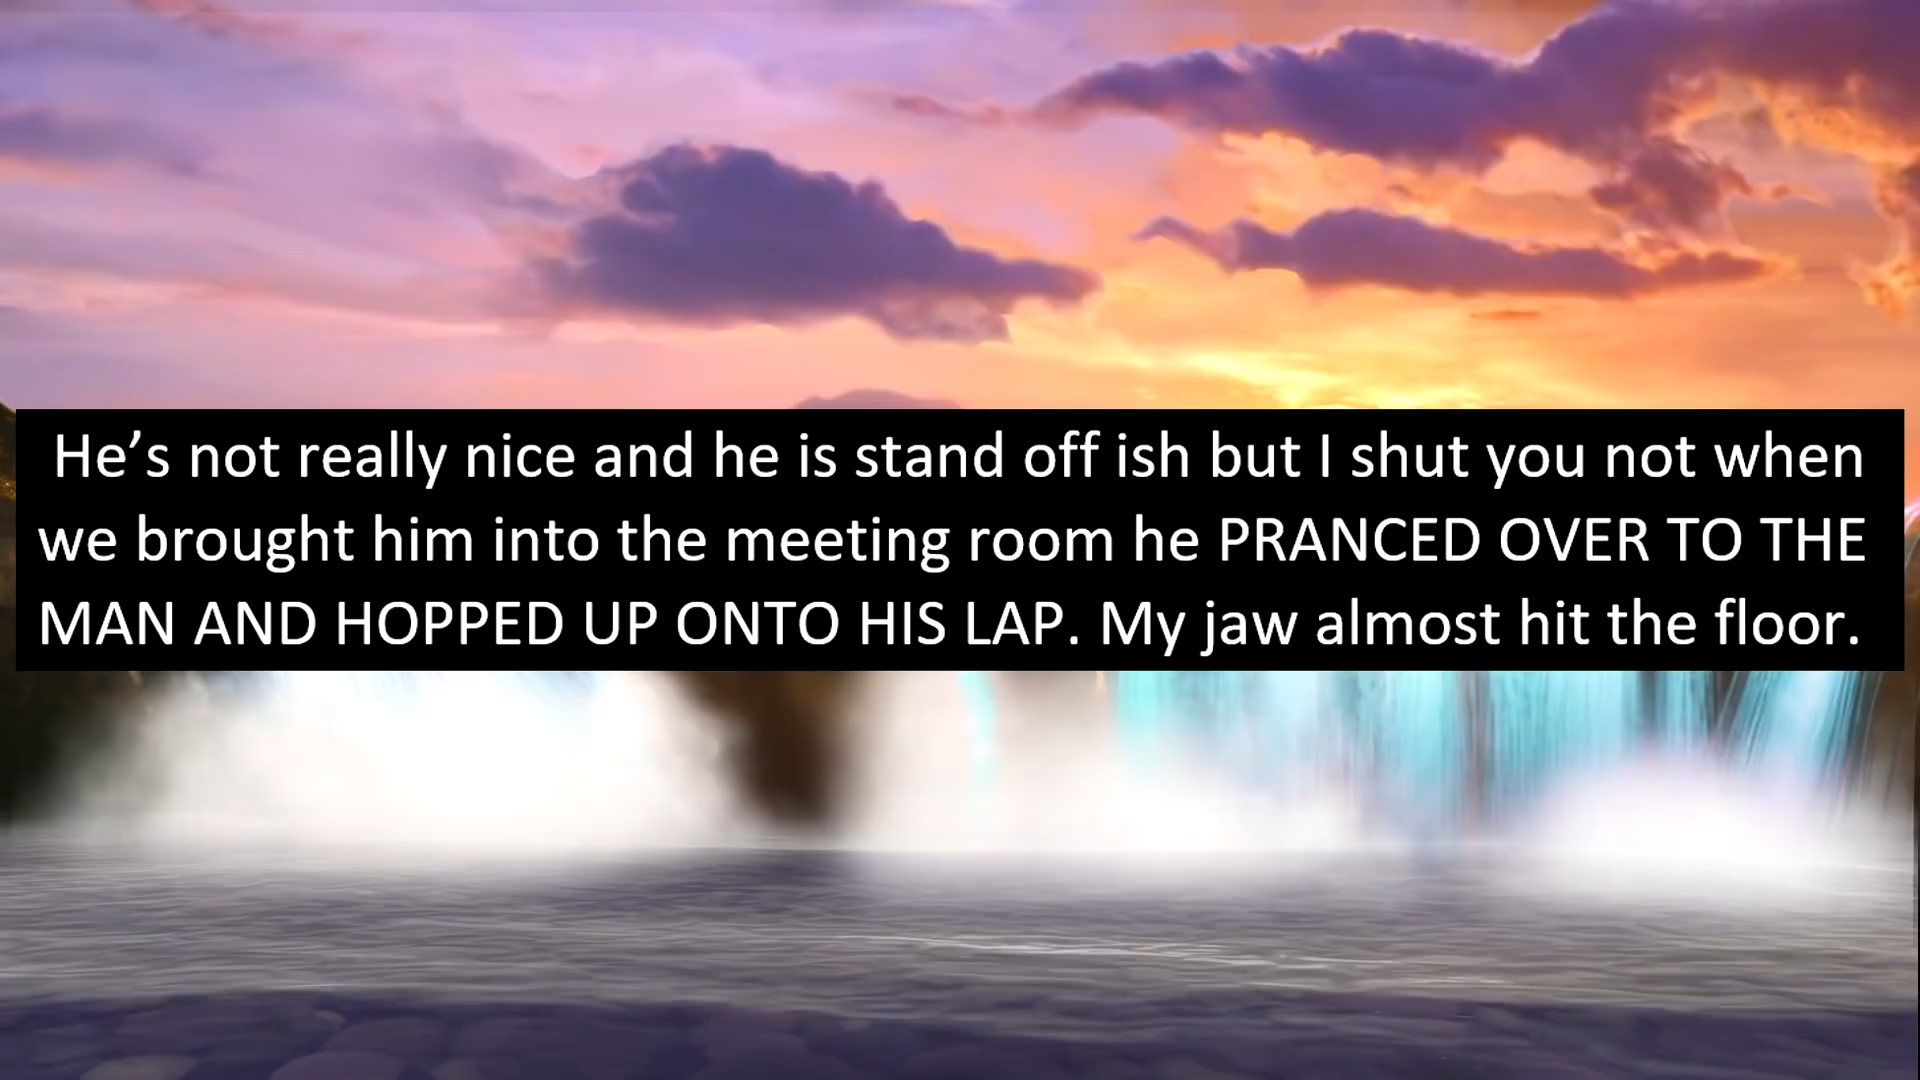 He’s not really nice and he is stand off ish but I shut you not when
we brought him into the meeting room he PRANCED OVER TO THE
MAN AND HOPPED UP ONTO HIS LAP. My jaw almost hit the floor.